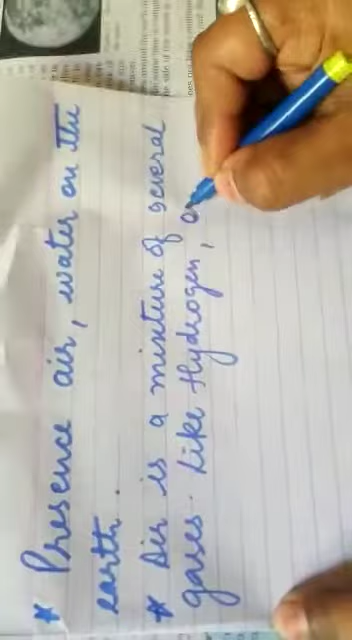 * Presence air, water on the
earth.
* Air is a mixture of several
gases. Like Hydrogen, o